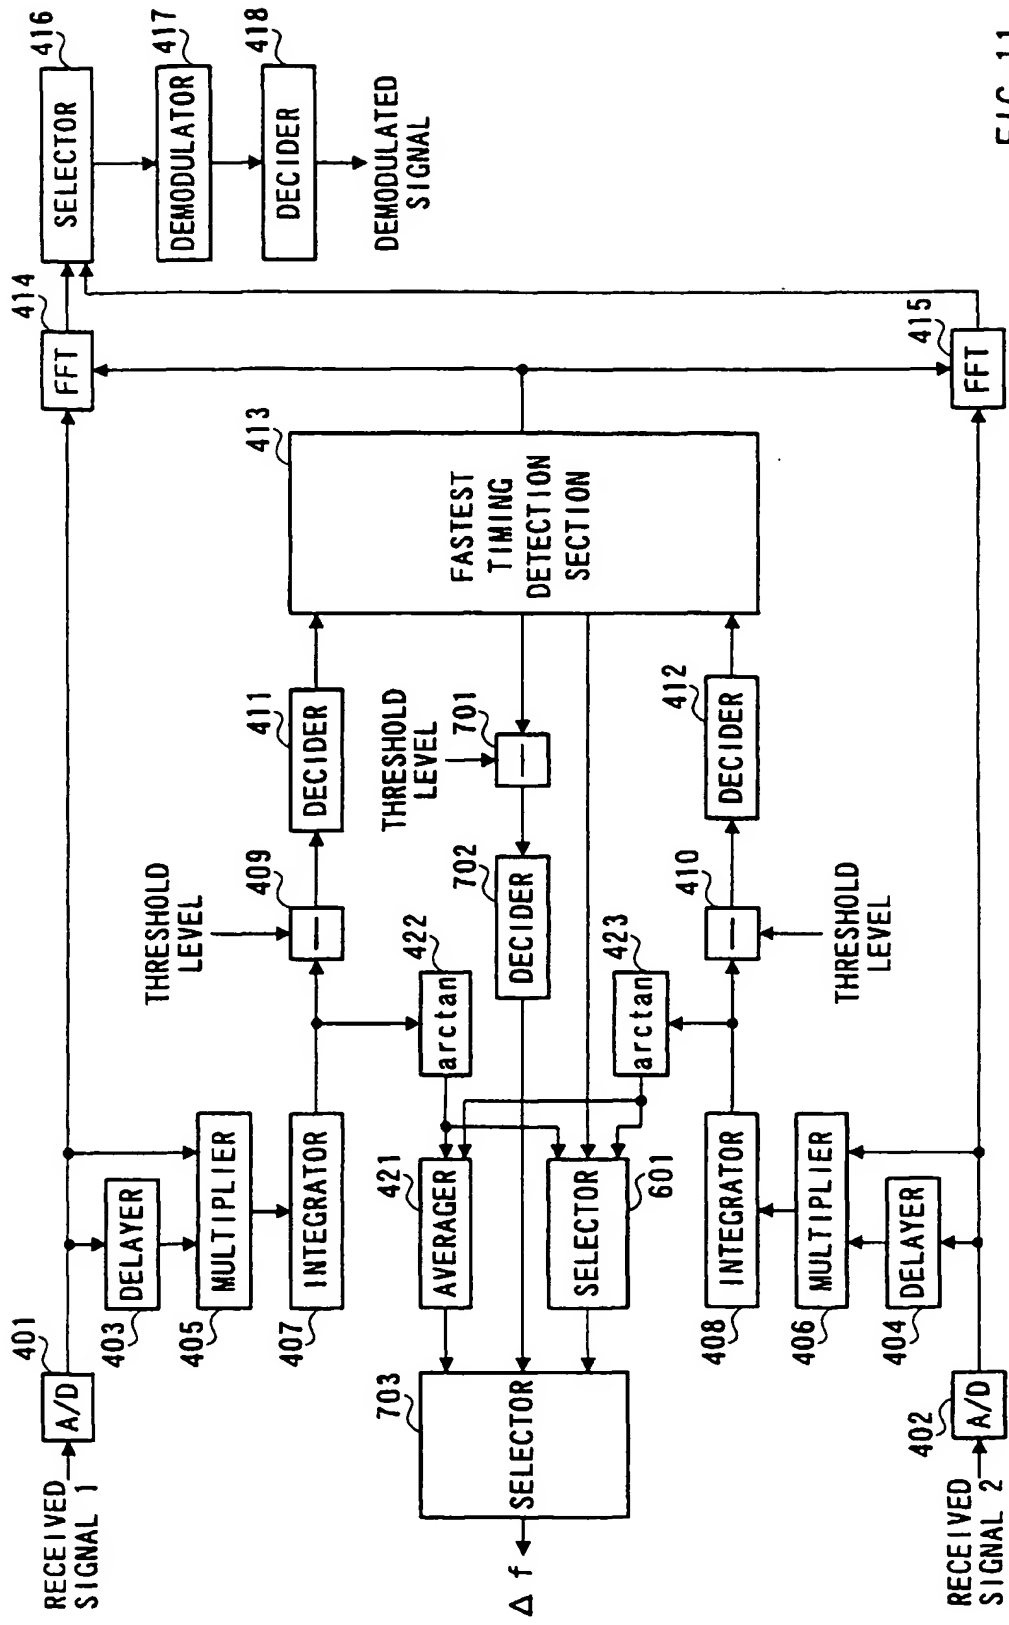 RECEIVED
SIGNAL 1
401
A/D
403
DELAYER
405
MULTIPLIER
407
INTEGRATOR
THRESHOLD
LEVEL
409
411
DECIDER
413
FASTEST
TIMING
DETECTION
SECTION
414
FFT
416
SELECTOR
417
DEMODULATOR
418
DECIDER
DEMODULATED
SIGNAL
422
arctan
421
AVERAGER
THRESHOLD
LEVEL
701
702
DECIDER
703
SELECTOR
Δ f
SELECTOR
601
423
arctan
410
THRESHOLD
LEVEL
412
DECIDER
408
INTEGRATOR
406
MULTIPLIER
404
DELAYER
402
A/D
RECEIVED
SIGNAL 2
415
FFT
FIG. 11